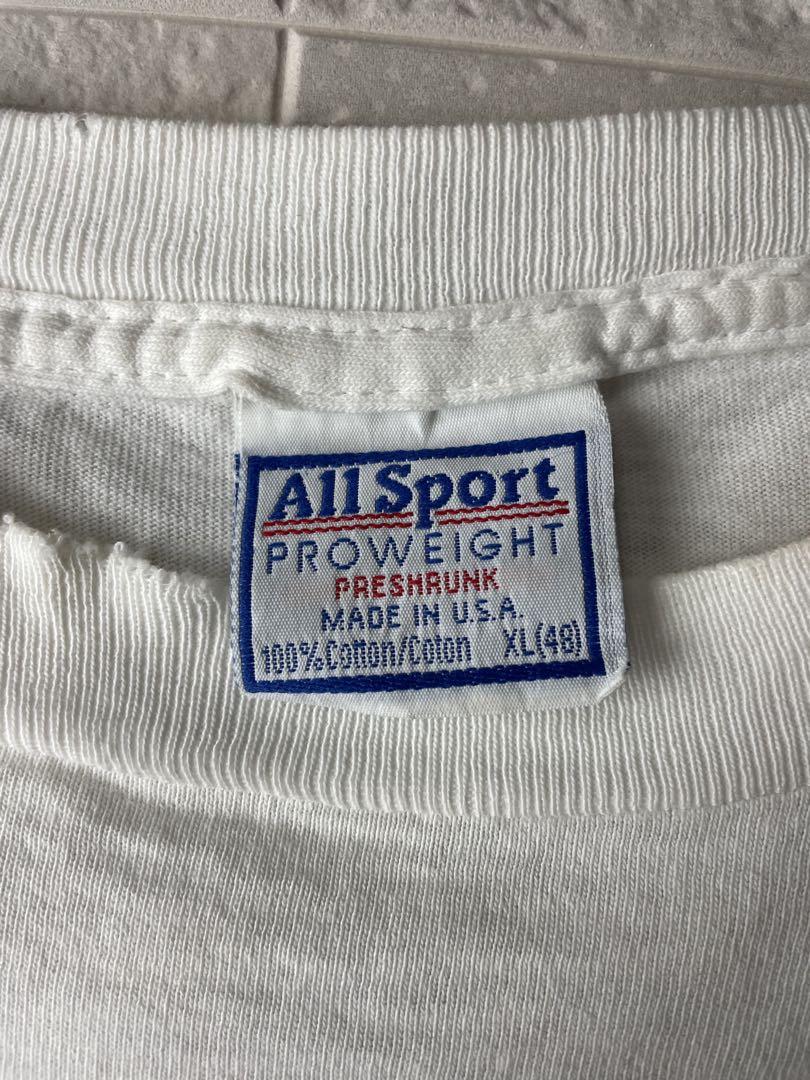 All Sport
PROWEIGHT
PRESHRUNK
MADE IN U.S.A.
100% Cotton/Coton XL(48)